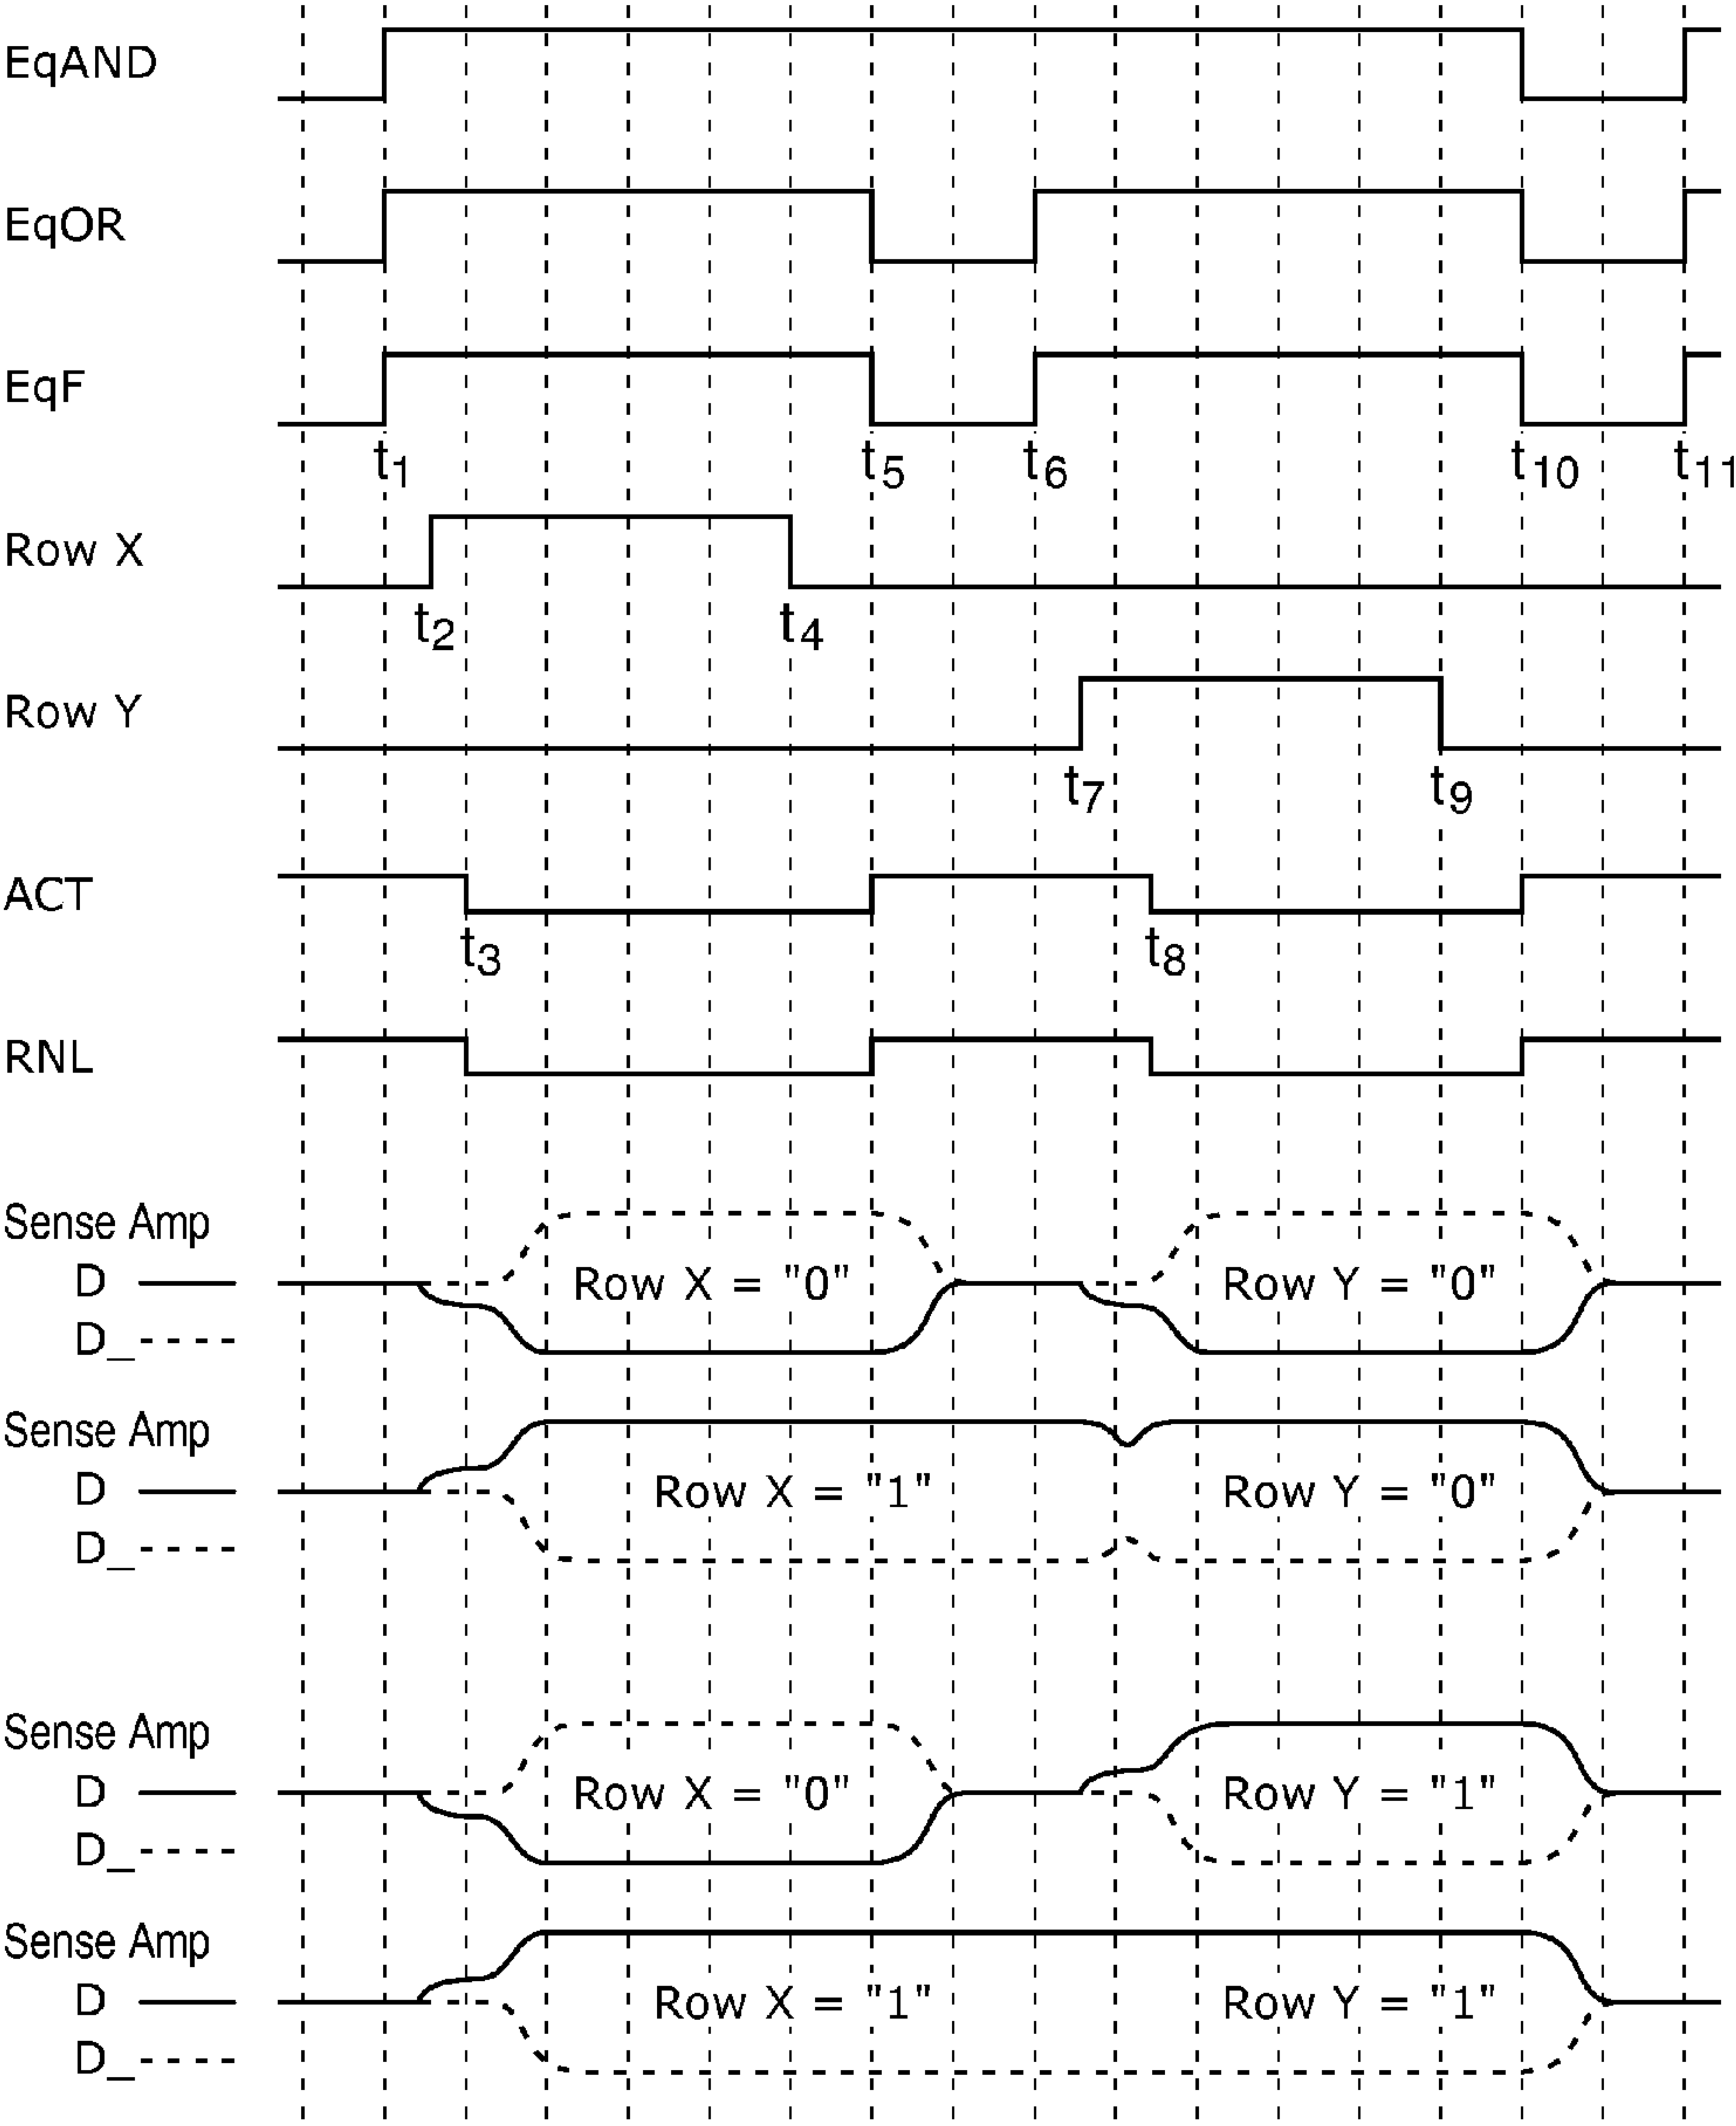 EqAND
EqOR
EqF
t1 t5 t6 t10 t11
Row X
t2 t4
Row Y
t7 t9
ACT
t3 t8
RNL
Sense Amp
D Row X = "0" Row Y = "0"
D_
Sense Amp
D Row X = "1" Row Y = "0"
D_
Sense Amp
D Row X = "0" Row Y = "1"
D_
Sense Amp
D Row X = "1" Row Y = "1"
D_